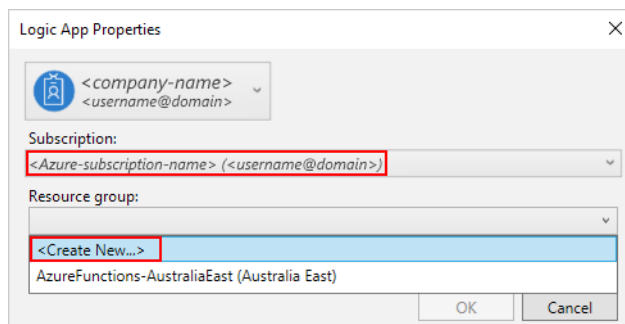 Logic App Properties
<company-name>
<username@domain>
Subscription:
<Azure-subscription-name> (<username@domain>)
Resource group:
<Create New...>
AzureFunctions-AustraliaEast (Australia East)
OK Cancel